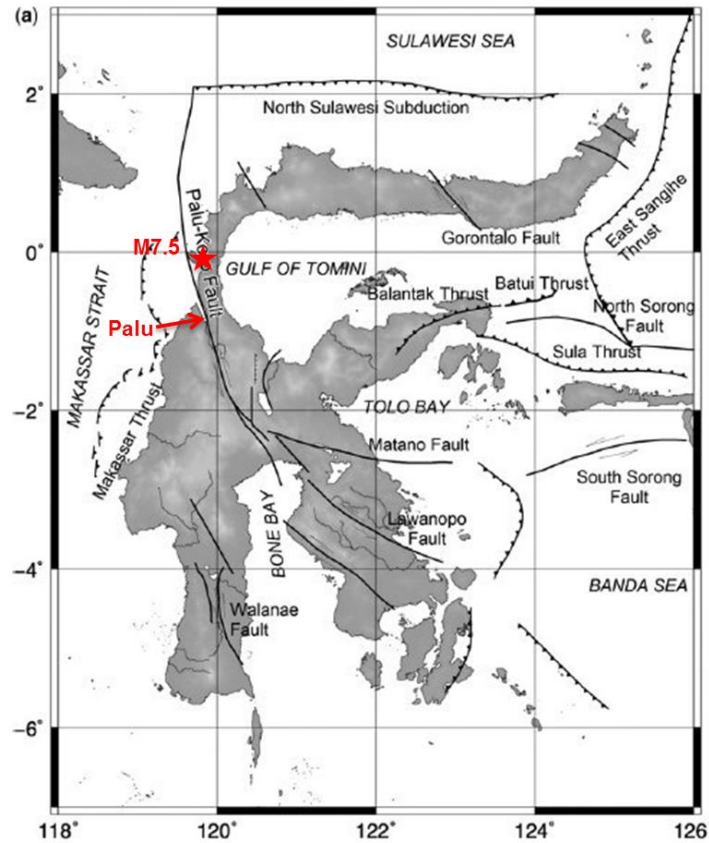 (a)
SULAWESI SEA
2°
North Sulawesi Subduction
East Sangihe
Thrust
Gorontalo Fault
0°
M7.5
Fault
GULF OF TOMINI
Batui Thrust
Balantak Thrust
North Sorong
Fault
MAKASSAR STRAIT
Palu
Sula Thrust
−2°
TOLO BAY
Makassar Thrust
Matano Fault
South Sorong
Fault
BONE BAY
Lawanopo
Fault
−4°
BANDA SEA
Walanae
Fault
−6°
118°
120°
122°
124°
126